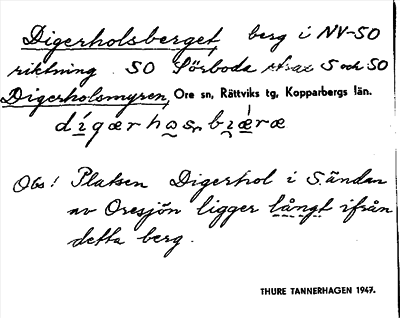 Digerholsberget, berg i NV-SO
riktning SO Sörboda strax S och SO
Digerholsmyren, Ore sn, Rättviks tg, Kopparbergs län.
Obs! Platsen Digerhol i S. ändan
av Oresjön ligger långt ifrån
detta berg.
THURE TANNERHAGEN 1947.